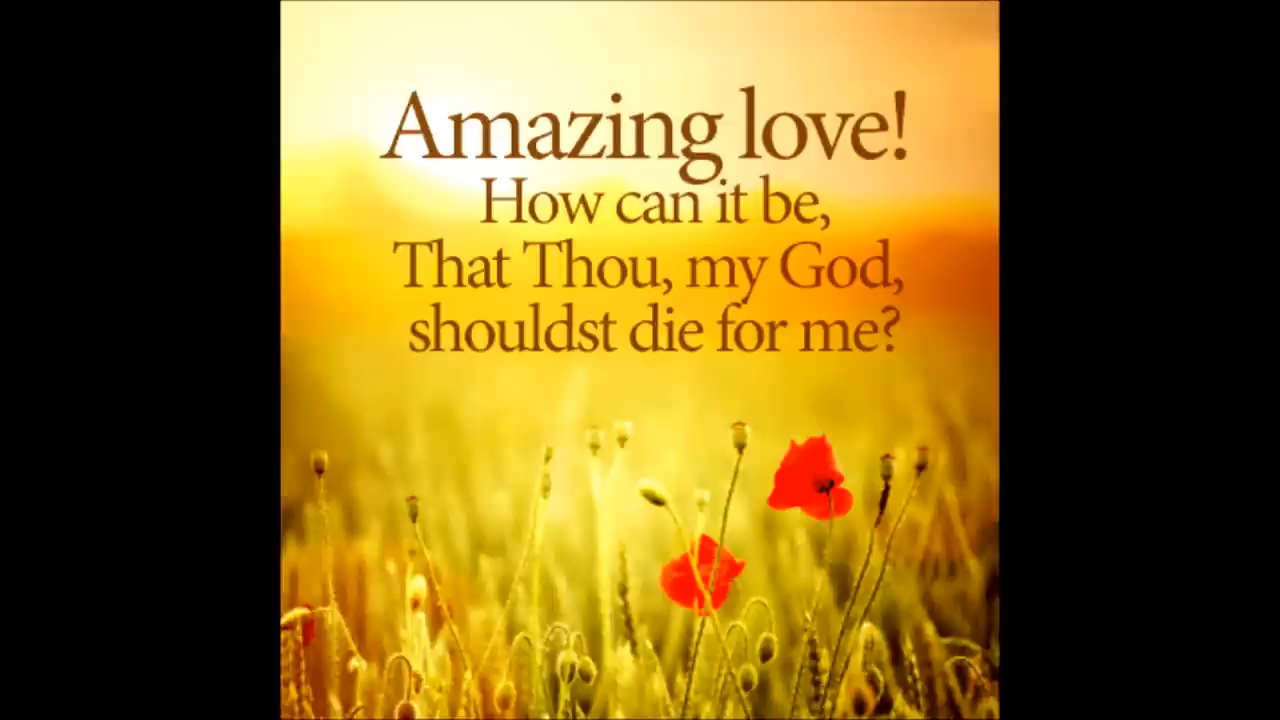 Amazing love!
How can it be,
That Thou, my God,
shouldst die for me?